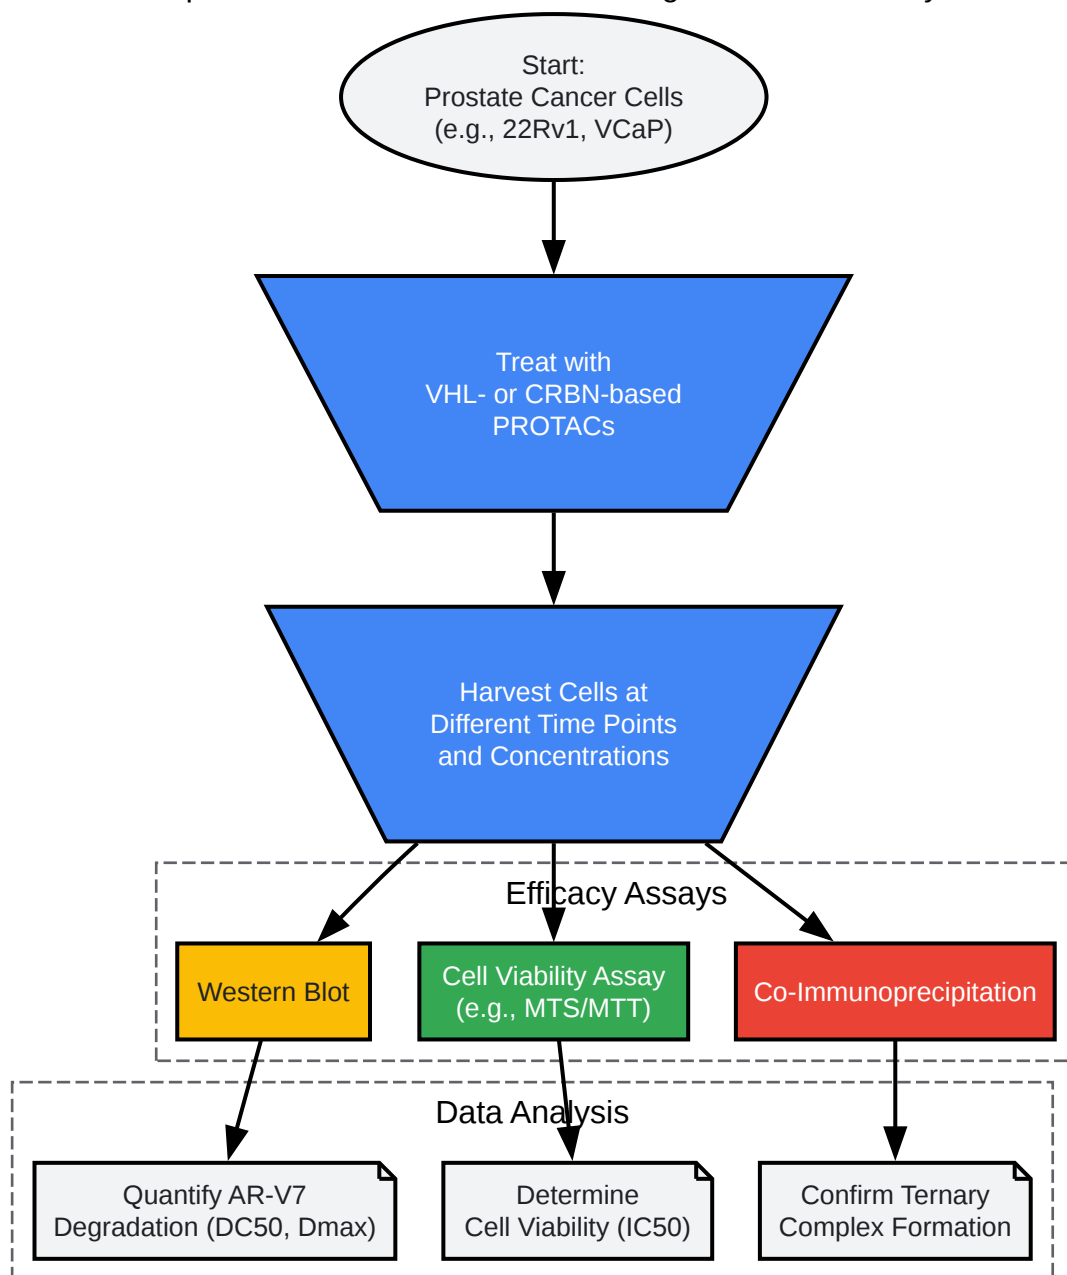 Start:
Prostate Cancer Cells
(e.g., 22Rv1, VCaP)
Treat with
VHL- or CRBN-based
PROTACs
Harvest Cells at
Different Time Points
and Concentrations
Efficacy Assays
Western Blot
Cell Viability Assay
(e.g., MTS/MTT)
Co-Immunoprecipitation
Data Analysis
Quantify AR-V7
Degradation (DC50, Dmax)
Determine
Cell Viability (IC50)
Confirm Ternary
Complex Formation